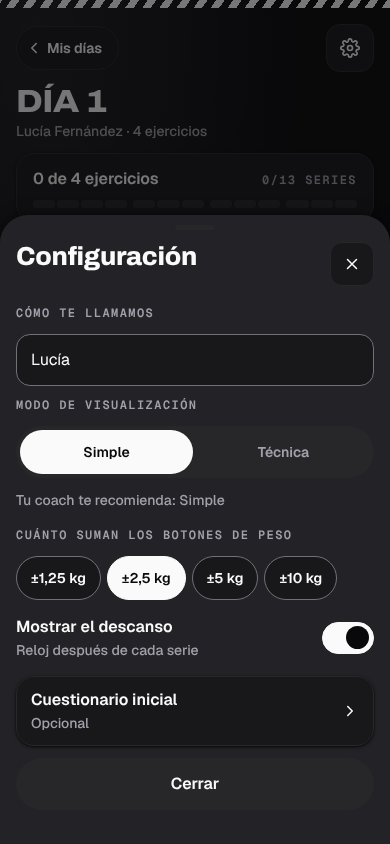 Mis días
DÍA 1
Lucía Fernández · 4 ejercicios
0 de 4 ejercicios
0/13 SERIES
Configuración
CÓMO TE LLAMAMOS
Lucía
MODO DE VISUALIZACIÓN
Simple
Técnica
Tu coach te recomienda: Simple
CUÁNTO SUMAN LOS BOTONES DE PESO
±1,25 kg
±2,5 kg
±5 kg
±10 kg
Mostrar el descanso
Reloj después de cada serie
Cuestionario inicial
Opcional
Cerrar